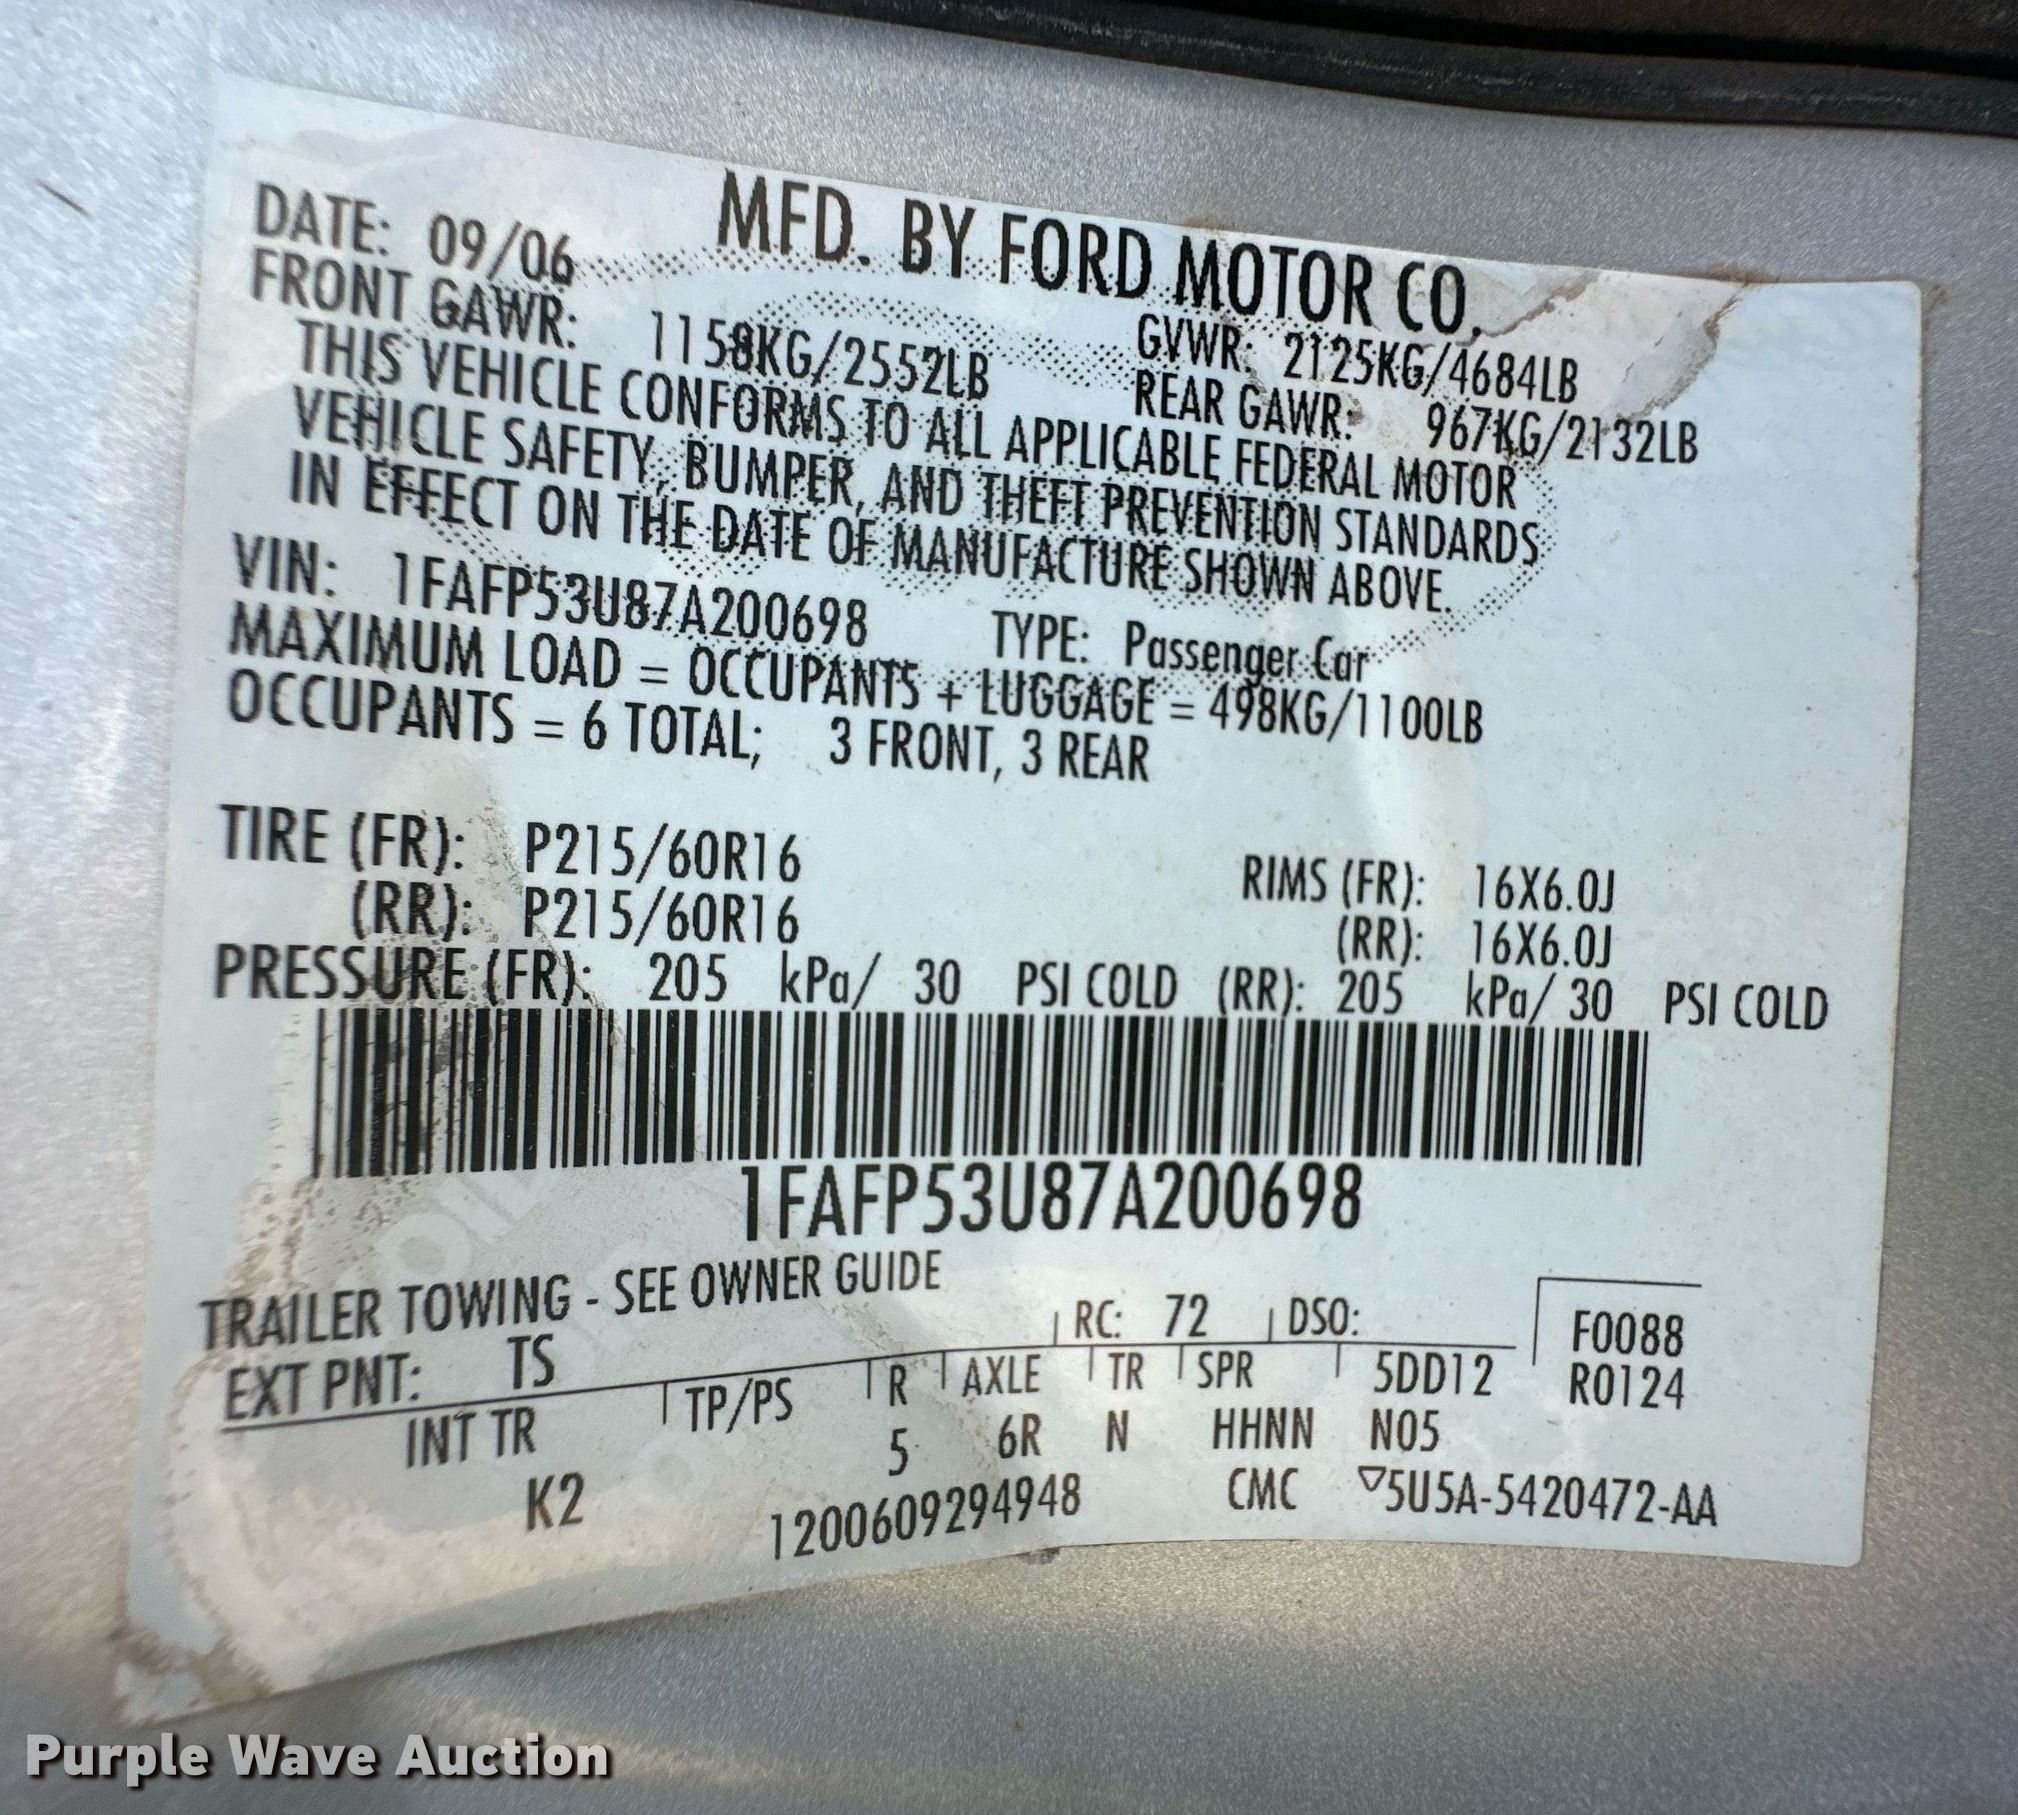 MFD. BY FORD MOTOR CO.
DATE: 09/06
GVWR: 2125KG/4684LB
FRONT GAWR: 1158KG/2552LB
REAR GAWR: 967KG/2132LB
THIS VEHICLE CONFORMS TO ALL APPLICABLE FEDERAL MOTOR
VEHICLE SAFETY, BUMPER, AND THEFT PREVENTION STANDARDS
IN EFFECT ON THE DATE OF MANUFACTURE SHOWN ABOVE.
VIN: 1FAFP53U87A200698 TYPE: Passenger Car
MAXIMUM LOAD = OCCUPANTS + LUGGAGE = 498KG/1100LB
OCCUPANTS = 6 TOTAL; 3 FRONT, 3 REAR
TIRE (FR): P215/60R16 RIMS (FR): 16X6.0J
(RR): P215/60R16 (RR): 16X6.0J
PRESSURE (FR): 205 kPa/ 30 PSI COLD (RR): 205 kPa/ 30 PSI COLD
1FAFP53U87A200698
TRAILER TOWING - SEE OWNER GUIDE
EXT PNT: TS RC: 72 DSO: F0088
INT TR TP/PS R AXLE TR SPR 5DD12 R0124
K2 5 6R N HHNN N05
1200609294948 CMC ▽5U5A-5420472-AA
Purple Wave Auction